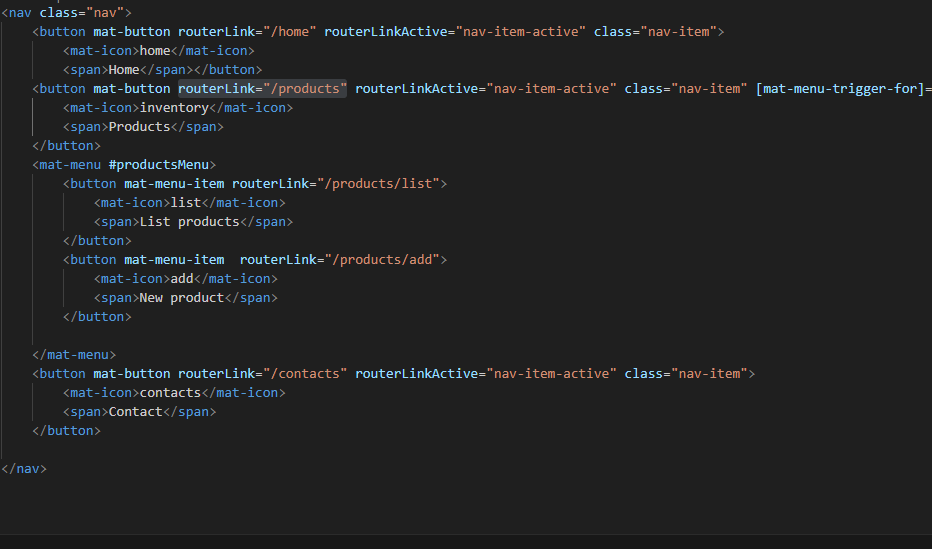 <nav class="nav">
<button mat-button routerLink="/home" routerLinkActive="nav-item-active" class="nav-item">
<mat-icon>home</mat-icon>
<span>Home</span></button>
<button mat-button routerLink="/products" routerLinkActive="nav-item-active" class="nav-item" [mat-menu-trigger-for]=
<mat-icon>inventory</mat-icon>
<span>Products</span>
</button>
<mat-menu #productsMenu>
<button mat-menu-item routerLink="/products/list">
<mat-icon>list</mat-icon>
<span>List products</span>
</button>
<button mat-menu-item  routerLink="/products/add">
<mat-icon>add</mat-icon>
<span>New product</span>
</button>
</mat-menu>
<button mat-button routerLink="/contacts" routerLinkActive="nav-item-active" class="nav-item">
<mat-icon>contacts</mat-icon>
<span>Contact</span>
</button>
</nav>